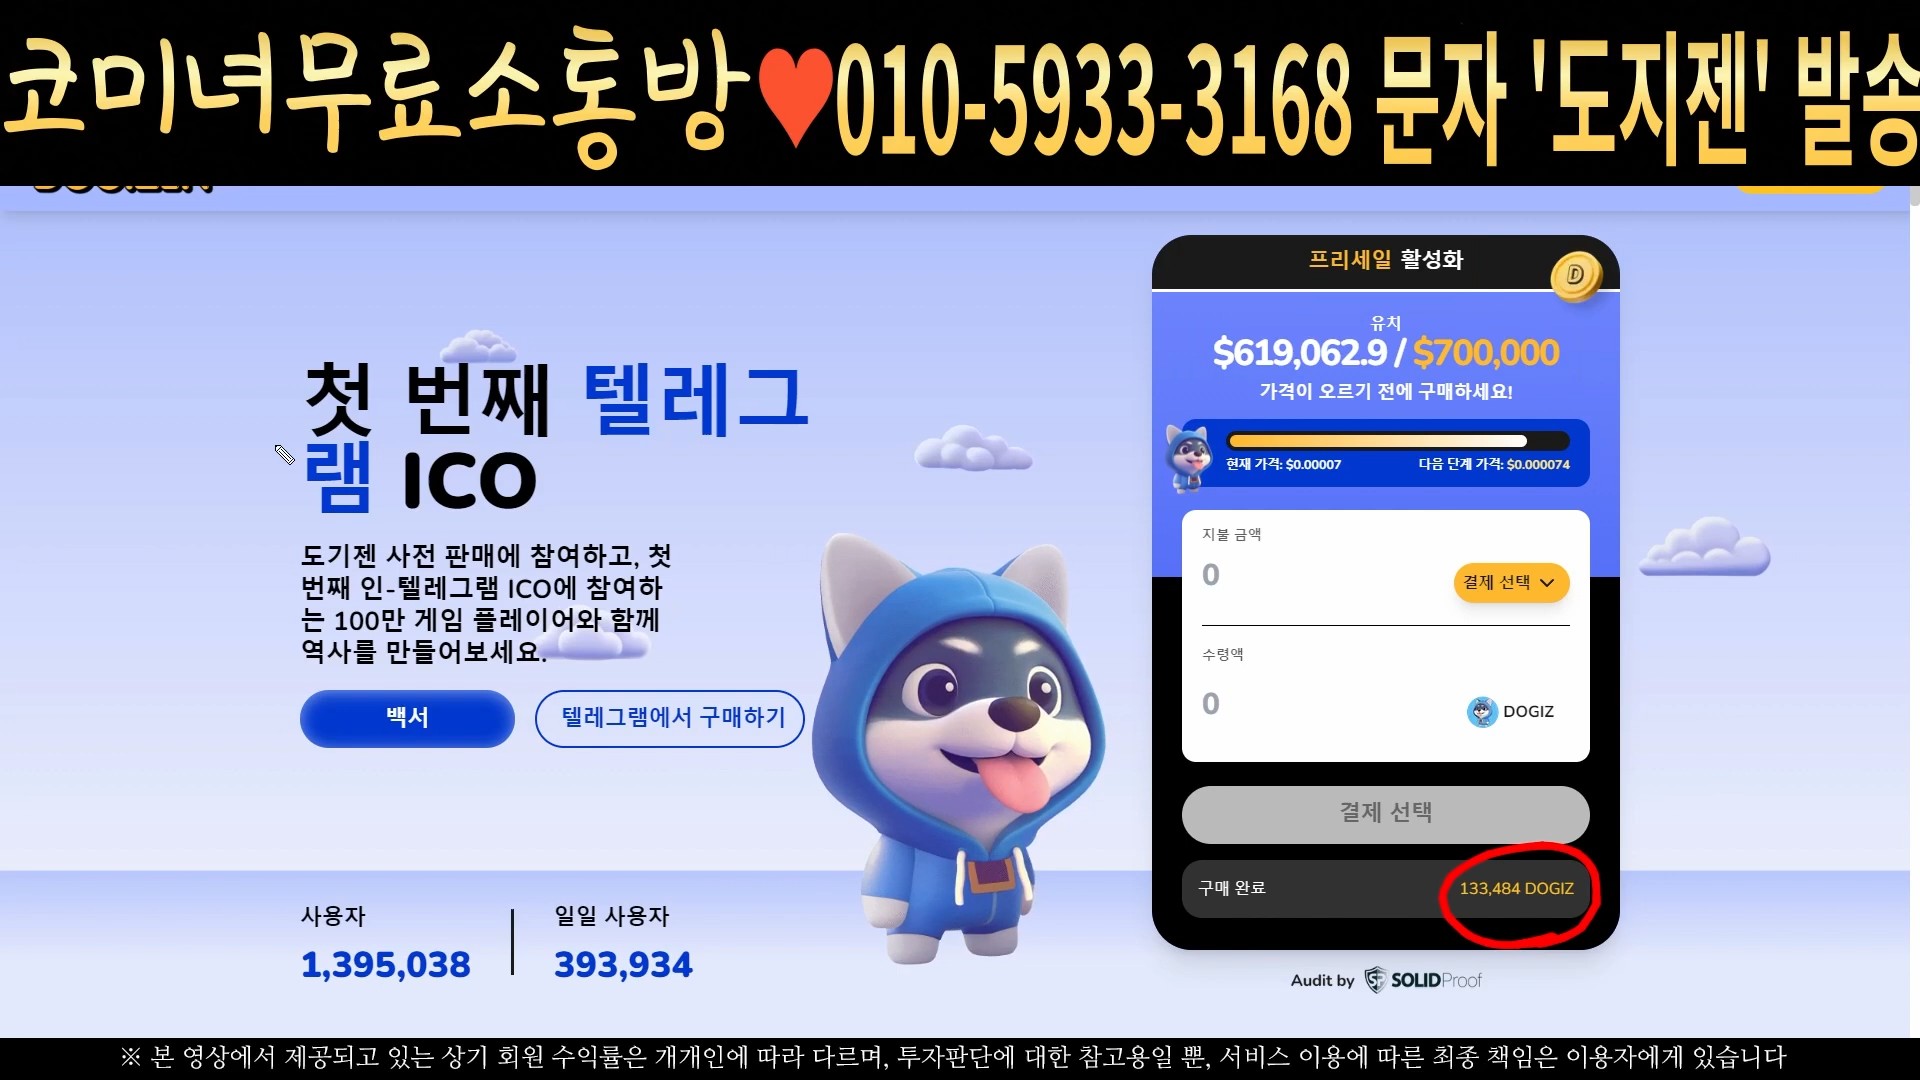 코미녀무료소통방♥010-5933-3168 문자 '도지젠' 발송
프리세일 활성화
유치
$619,062.9 / $700,000
가격이 오르기 전에 구매하세요!
현재 가격: $0.00007 다음 단계 가격: $0.000074
첫 번째 텔레그
램 ICO
도기젠 사전 판매에 참여하고, 첫
번째 인-텔레그램 ICO에 참여하
는 100만 게임 플레이어와 함께
역사를 만들어보세요.
백서 텔레그램에서 구매하기
사용자 일일 사용자
1,395,038 393,934
지불 금액
0 결제 선택
수령액
0 DOGIZ
결제 선택
구매 완료 133,484 DOGIZ
Audit by SOLIDProof
※ 본 영상에서 제공되고 있는 상기 회원 수익률은 개개인에 따라 다르며, 투자판단에 대한 참고용일 뿐, 서비스 이용에 따른 최종 책임은 이용자에게 있습니다